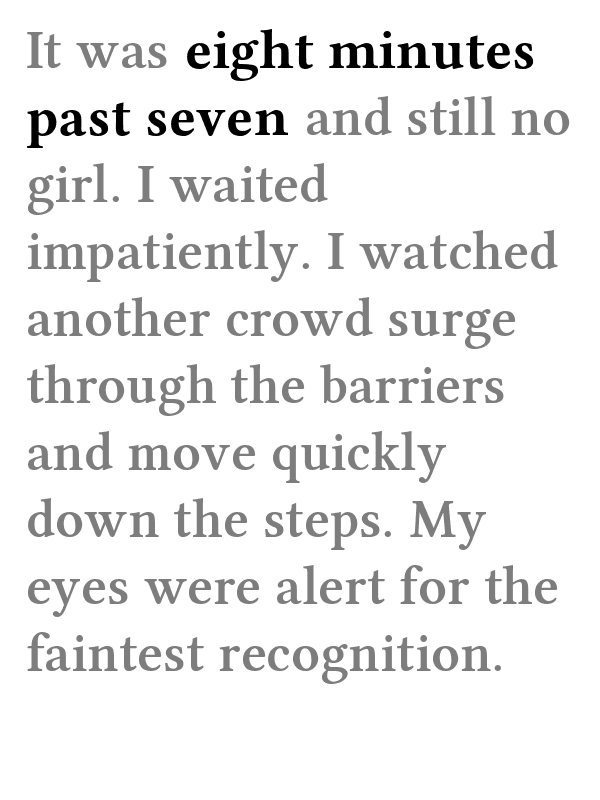 It was eight minutes
past seven and still no
girl. I waited
impatiently. I watched
another crowd surge
through the barriers
and move quickly
down the steps. My
eyes were alert for the
faintest recognition.